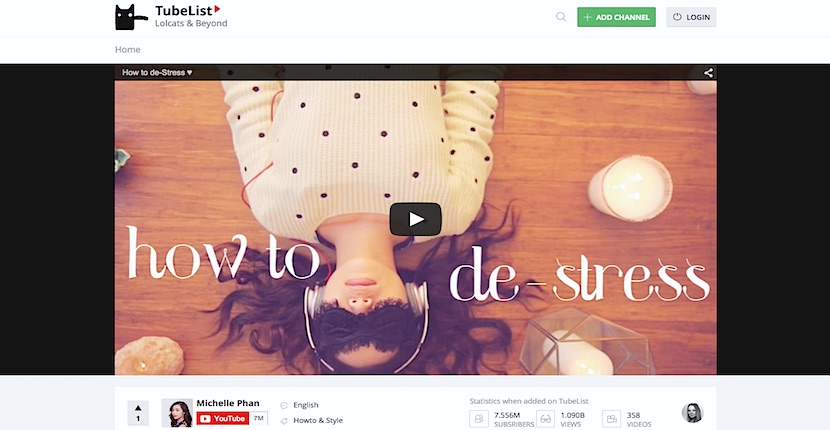 TubeList
Lolcats & Beyond
ADD CHANNEL
LOGIN
Home
How to de-Stress ♥
how to de-stress
1
Michelle Phan
YouTube 7M
English
Howto & Style
Statistics when added on TubeList
7.556M
SUBSRIBERS
1.090B
VIEWS
358
VIDEOS